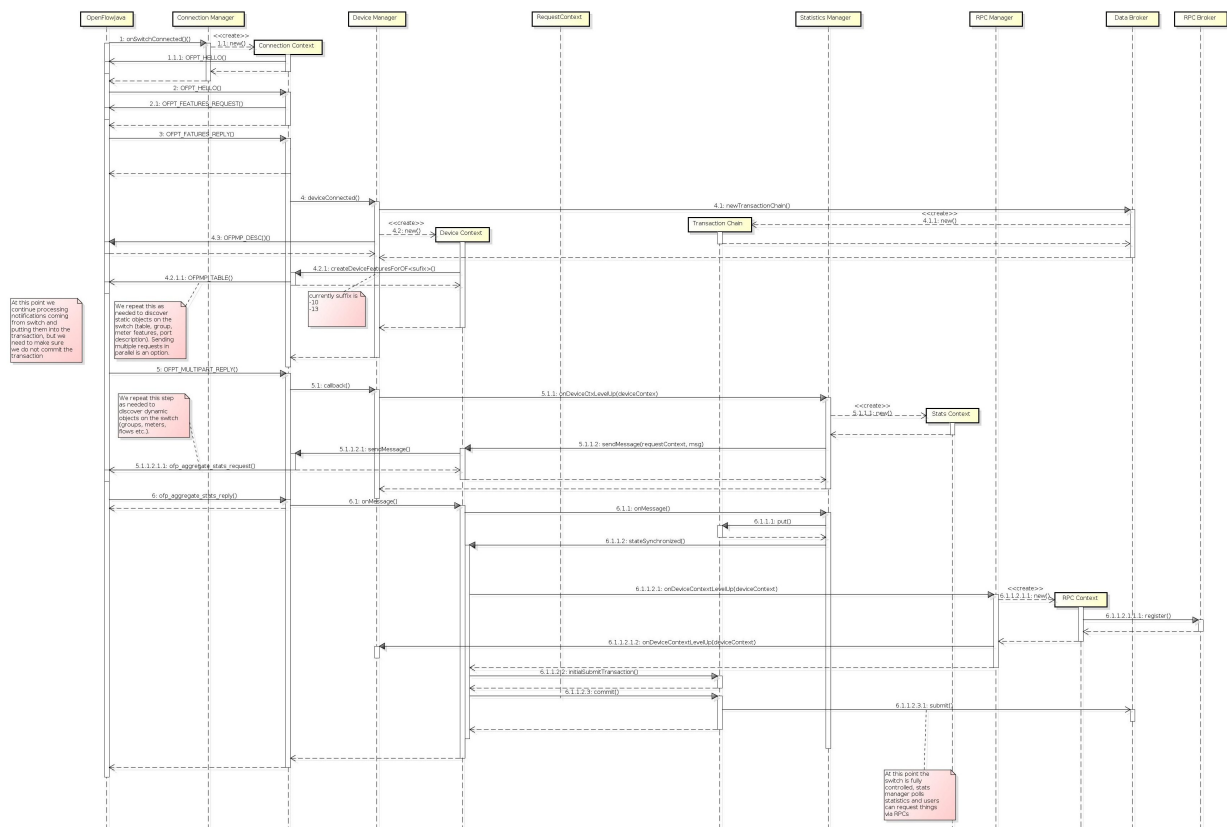 OpenFlowJava
Connection Manager
Device Manager
RequestContext
Statistics Manager
RPC Manager
Data Broker
RPC Broker
1: onSwitchConnected()()
<<create>>
1.1: new()
Connection Context
1.1.1: OFPT_HELLO()
2: OFPT_HELLO()
2.1: OFPT_FEATURES_REQUEST()
3: OFPT_FATURES_REPLY()
4: deviceConnected()
4.1: newTransactionChain()
<<create>>
4.1.1: new()
Transaction Chain
<<create>>
4.2: new()
Device Context
4.3: OFPMP_DESC()()
4.2.1: createDeviceFeaturesForOF<sufix>()
4.2.1.1: OFPMP_TABLE()
currently suffix is
-10
-13
At this point we
continue processing
notifications coming
from switch and
putting them into the
transaction, but we
need to make sure
we do not commit the
transaction
We repeat this as
needed to discover
static objects on the
switch (table, group,
meter features, port
description). Sending
multiple requests in
parallel is an option.
5: OFPT_MULTIPART_REPLY()
5.1: callback()
5.1.1: onDeviceCtxLevelUp(deviceContex)
<<create>>
5.1.1.1: new()
Stats Context
We repeat this step
as needed to
discover dynamic
objects on the switch
(groups, meters,
flows etc.).
5.1.1.2: sendMessage(requestContext, msg)
5.1.1.2.1: sendMessage()
5.1.1.2.1.1: ofp_aggregate_stats_request()
6: ofp_aggregate_stats_reply()
6.1: onMessage()
6.1.1: onMessage()
6.1.1.1: put()
6.1.1.2: stateSynchronized()
6.1.1.2.1: onDeviceContextLevelUp(deviceContext)
<<create>>
6.1.1.2.1.1: new()
RPC Context
6.1.1.2.1.1.1: register()
6.1.1.2.1.2: onDeviceContextLevelUp(deviceContext)
6.1.1.2.2: initialSubmitTransaction()
6.1.1.2.3: commit()
6.1.1.2.3.1: submit()
At this point the
switch is fully
controlled, stats
manager polls
statistics and users
can request things
via RPCs